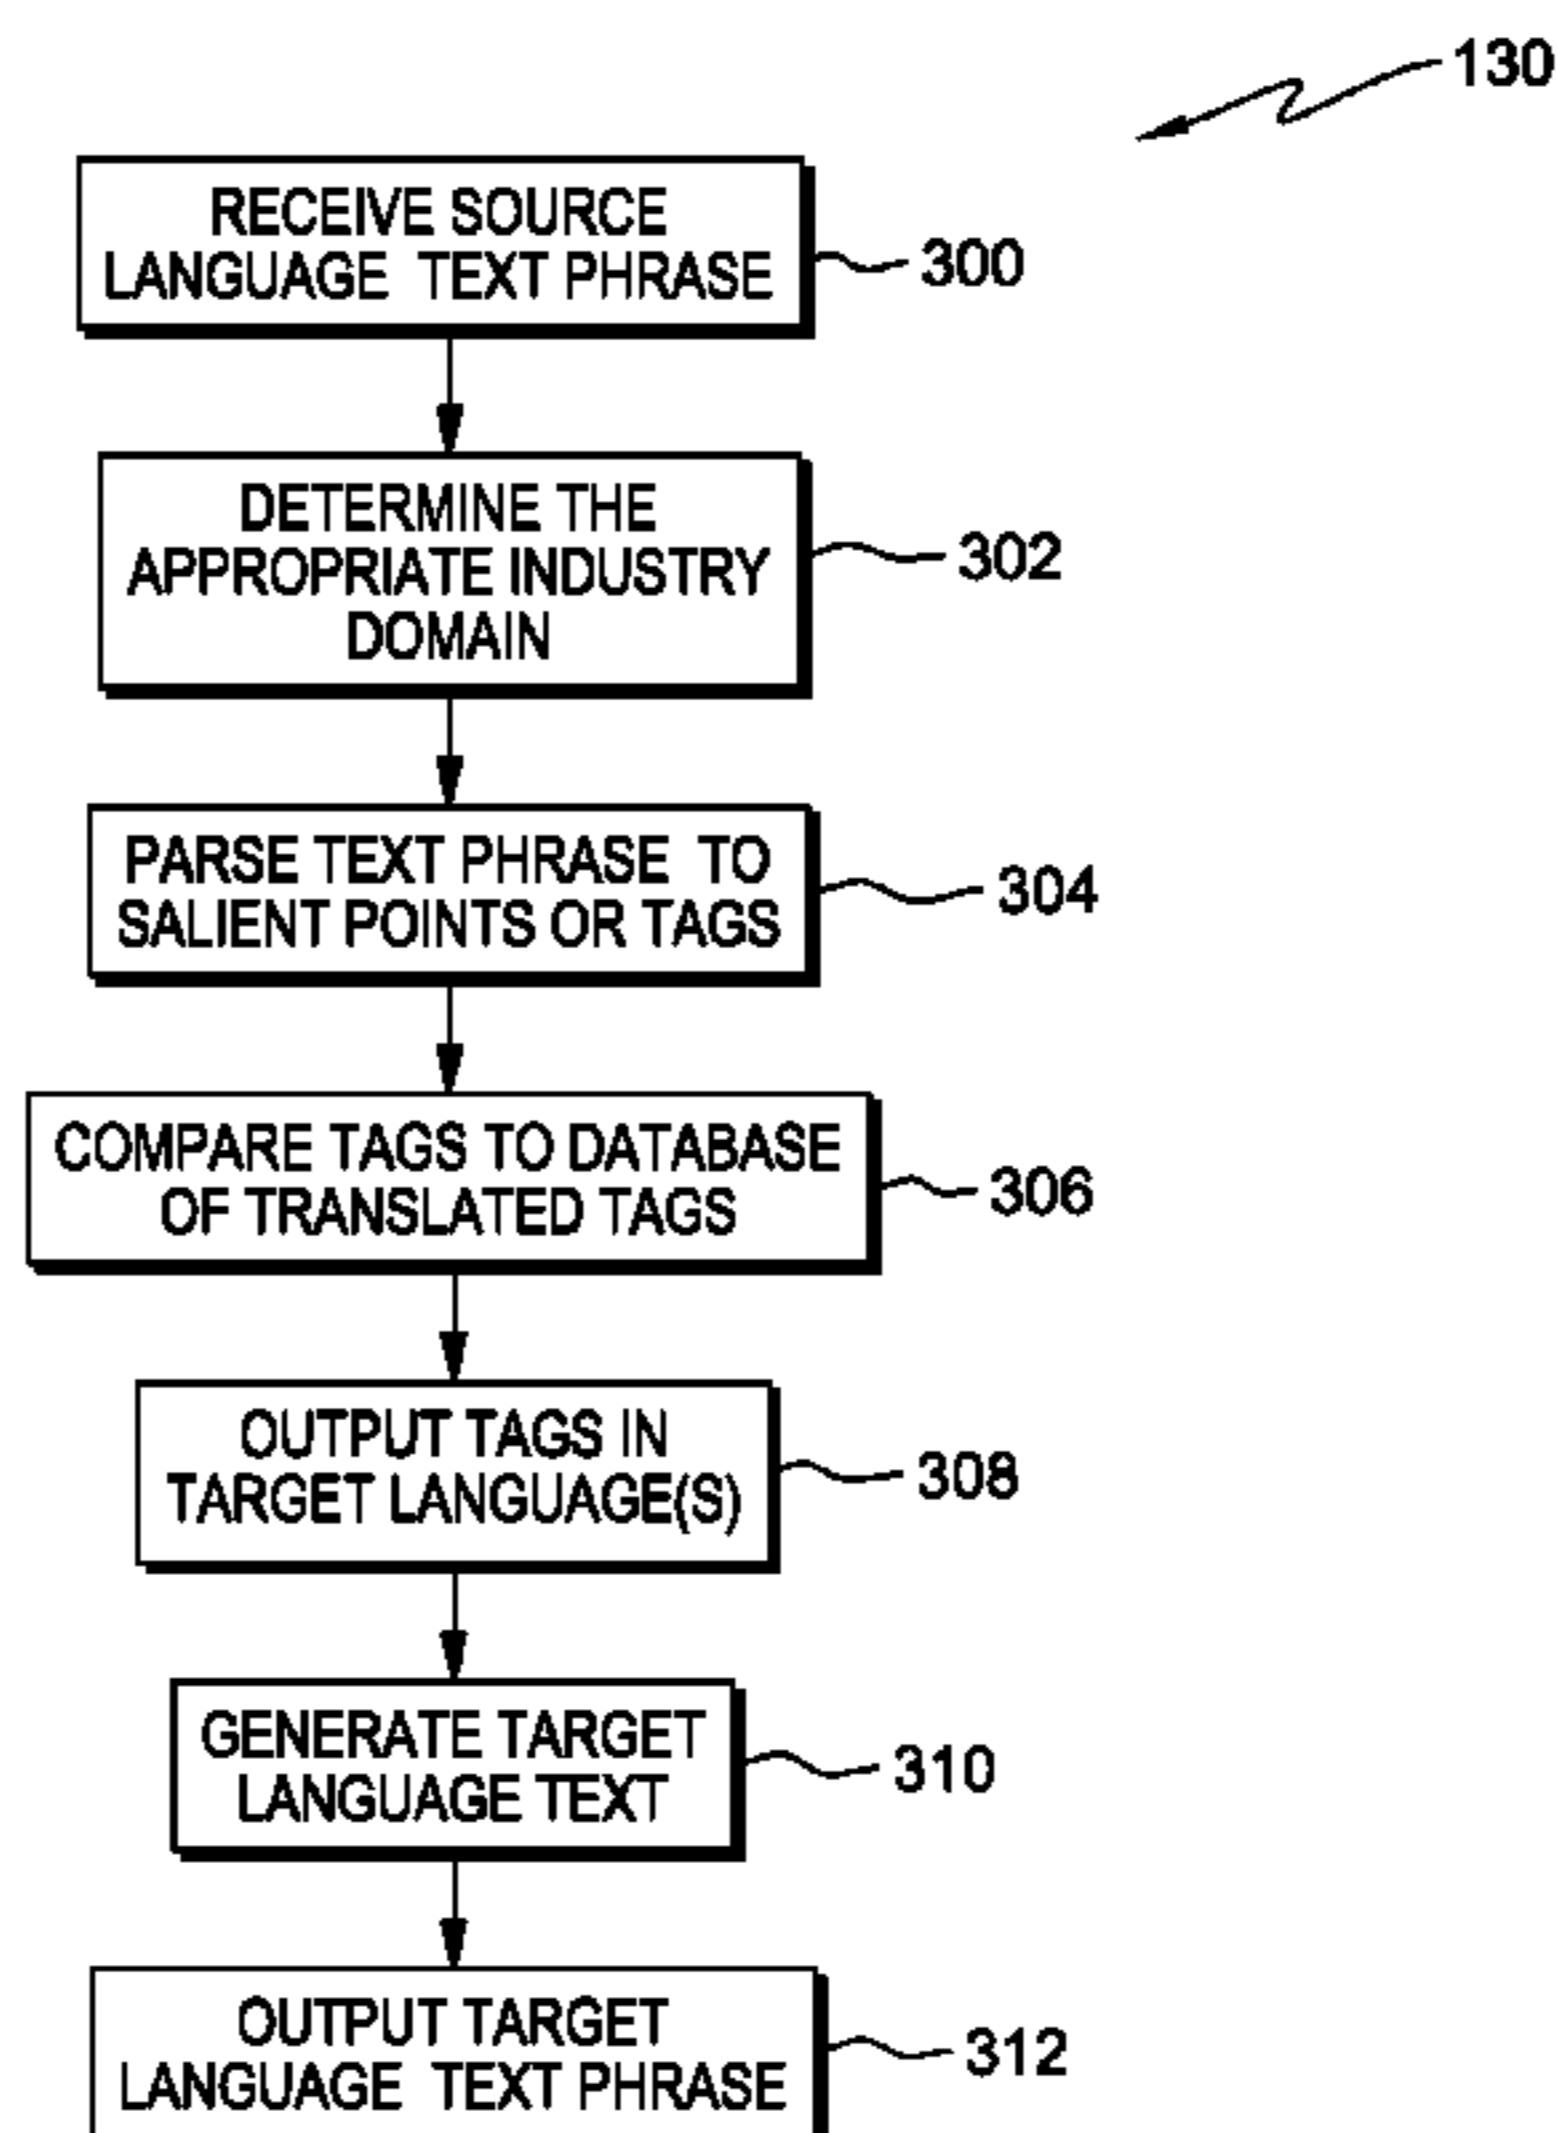 130
RECEIVE SOURCE
LANGUAGE TEXT PHRASE
300
DETERMINE THE
APPROPRIATE INDUSTRY
DOMAIN
302
PARSE TEXT PHRASE TO
SALIENT POINTS OR TAGS
304
COMPARE TAGS TO DATABASE
OF TRANSLATED TAGS
306
OUTPUT TAGS IN
TARGET LANGUAGE(S)
308
GENERATE TARGET
LANGUAGE TEXT
310
OUTPUT TARGET
LANGUAGE TEXT PHRASE
312